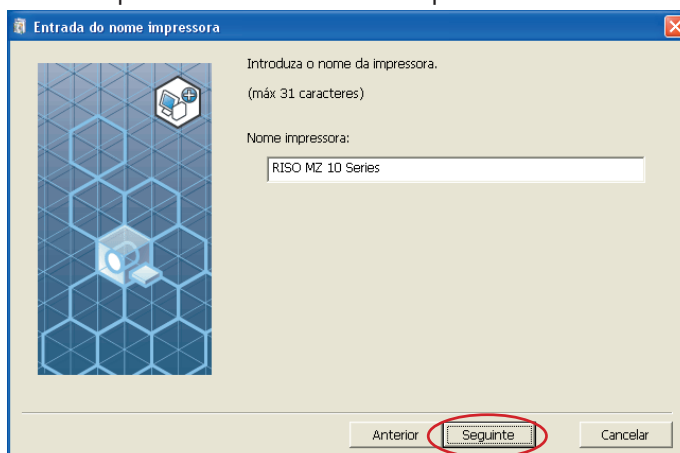 Entrada do nome impressora
Introduza o nome da impressora.
(máx 31 caracteres)
Nome impressora:
RISO MZ 10 Series
Anterior
Seguinte
Cancelar